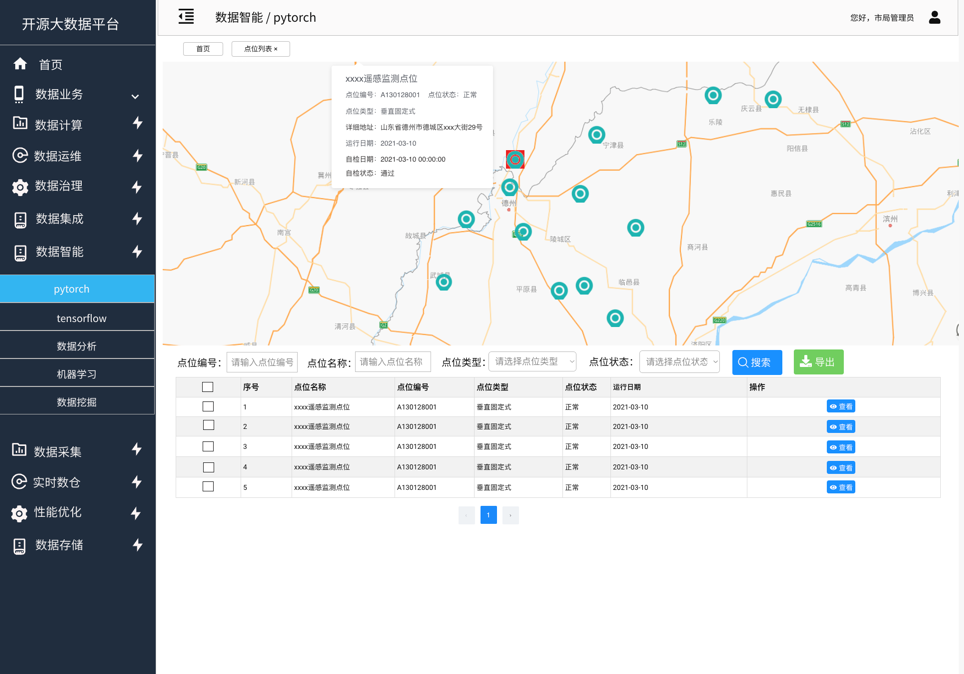 开源大数据平台
数据智能 / pytorch
您好，市局管理员
首页
点位列表 ×
首页
数据业务
数据计算
数据运维
数据治理
数据集成
数据智能
pytorch
tensorflow
数据分析
机器学习
数据挖掘
数据采集
实时数仓
性能优化
数据存储
xxxx遥感监测点位
点位编号： A130128001 点位状态： 正常
点位类型： 垂直固定式
详细地址： 山东省德州市德城区xxx大街29号
运行日期： 2021-03-10
自检日期： 2021-03-10 00:00:00
自检状态： 通过
庆云县
无棣县
乐陵
沾化区
宁津县
阳信县
新河县
冀州
惠民县
德州
滨州
故城县
南宫
陵城区
商河县
武城县
临邑县
平原县
高青县
博兴县
清河县
点位编号： 请输入点位编号 点位名称： 请输入点位名称 点位类型： 请选择点位类型 点位状态： 请选择点位状态 搜索 导出
序号 点位名称 点位编号 点位类型 点位状态 运行日期 操作
1 xxxx遥感监测点位 A130128001 垂直固定式 正常 2021-03-10 查看
2 xxxx遥感监测点位 A130128001 垂直固定式 正常 2021-03-10 查看
3 xxxx遥感监测点位 A130128001 垂直固定式 正常 2021-03-10 查看
4 xxxx遥感监测点位 A130128001 垂直固定式 正常 2021-03-10 查看
5 xxxx遥感监测点位 A130128001 垂直固定式 正常 2021-03-10 查看
1